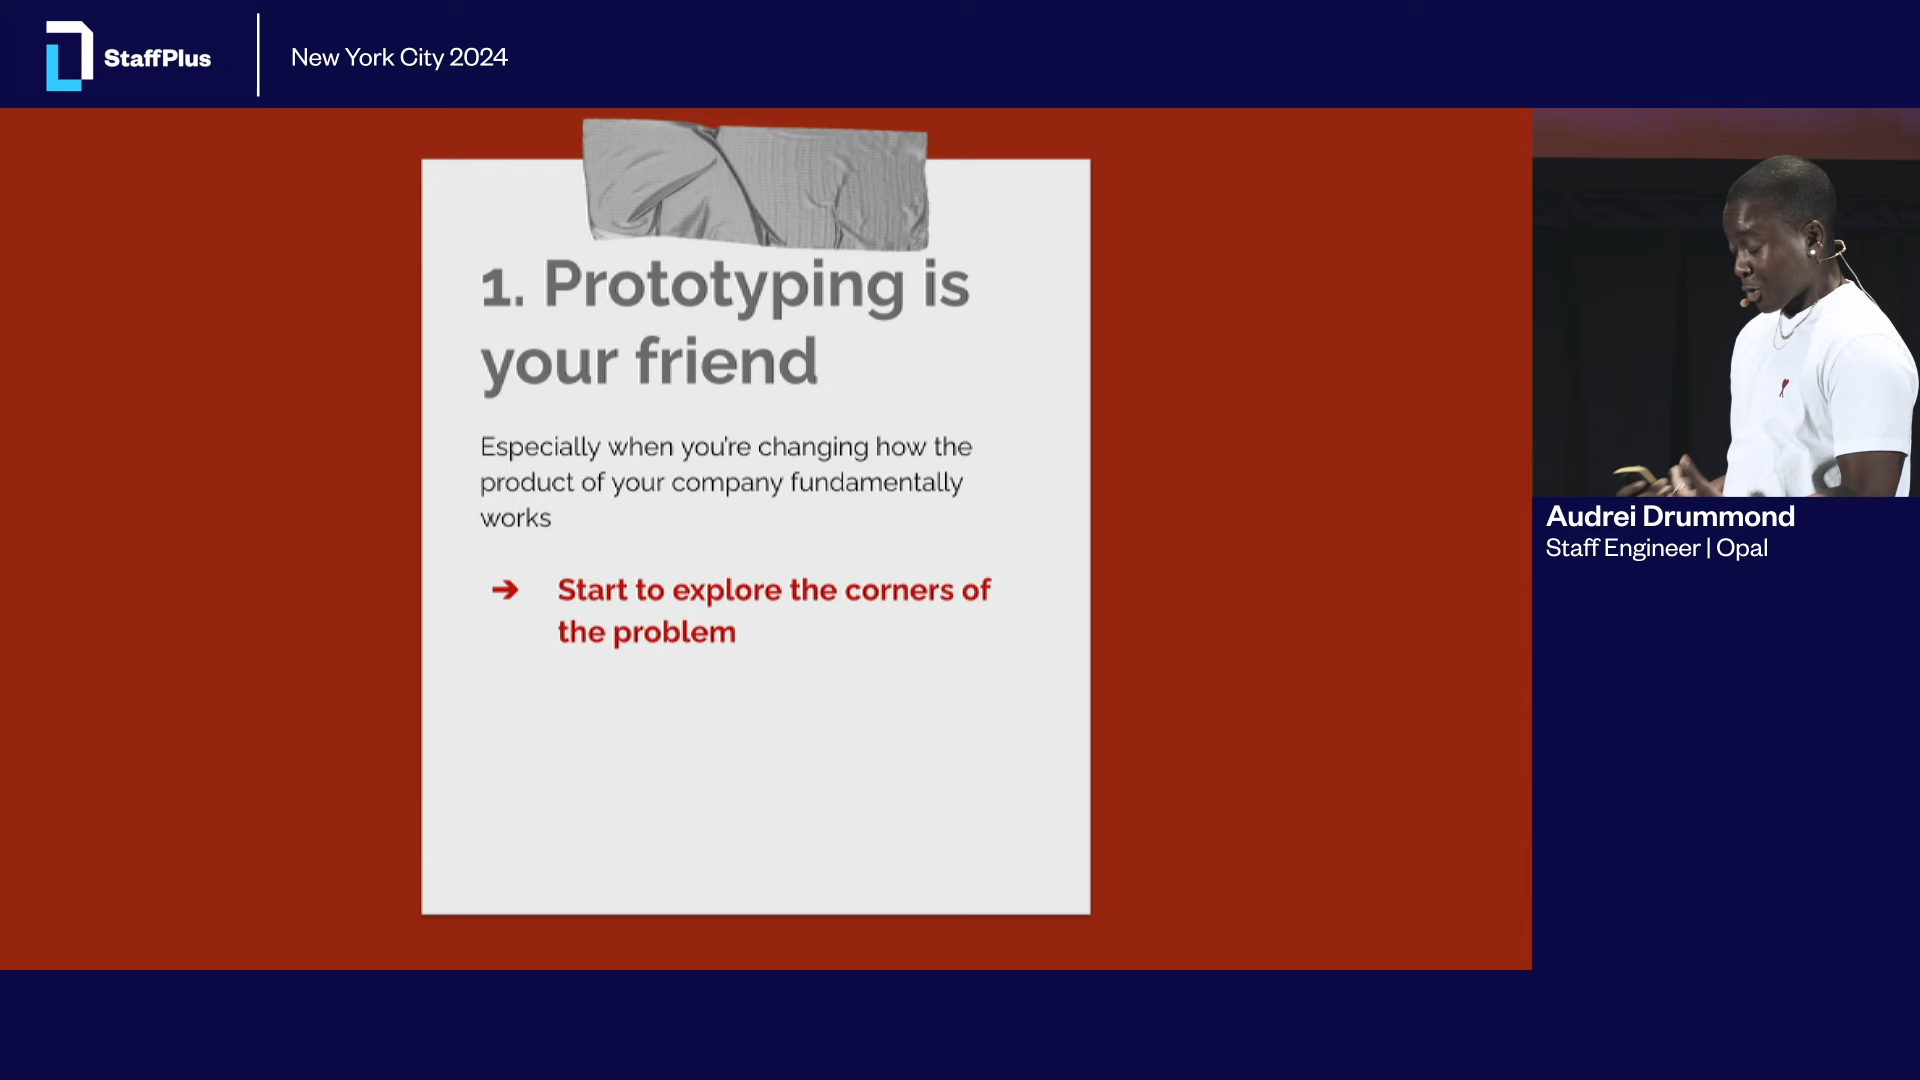 StaffPlus
New York City 2024
1. Prototyping is
your friend
Especially when you're changing how the
product of your company fundamentally
works
➔ Start to explore the corners of
the problem
Audrei Drummond
Staff Engineer | Opal